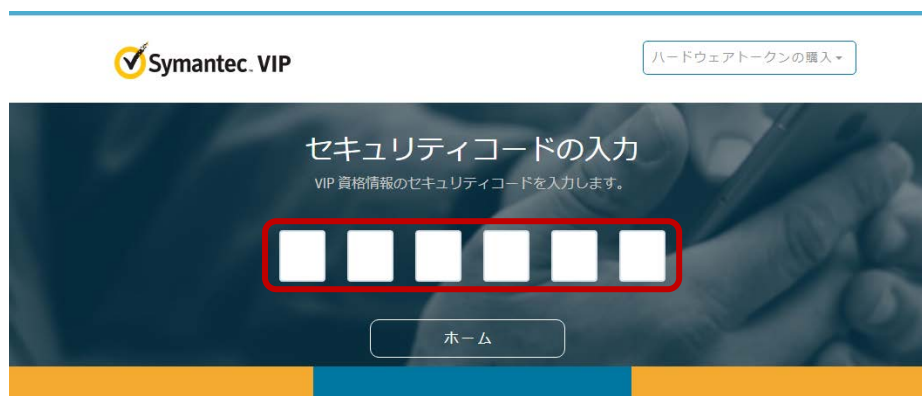 Symantec. VIP
ハードウェアトークンの購入
セキュリティコードの入力
VIP 資格情報のセキュリティコードを入力します。
ホーム